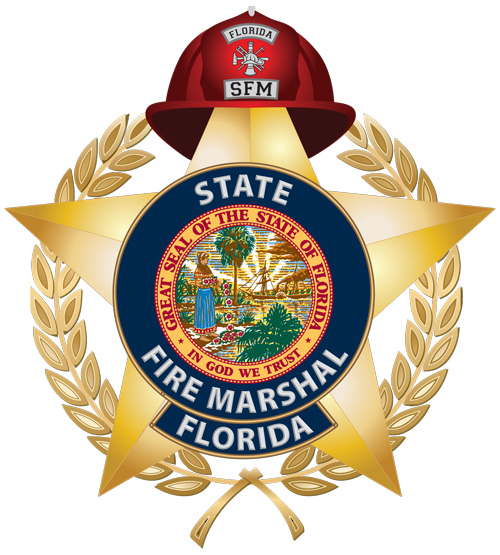 FLORIDA
SFM
STATE
GREAT SEAL OF THE STATE OF FLORIDA
IN GOD WE TRUST
FIRE MARSHAL
FLORIDA